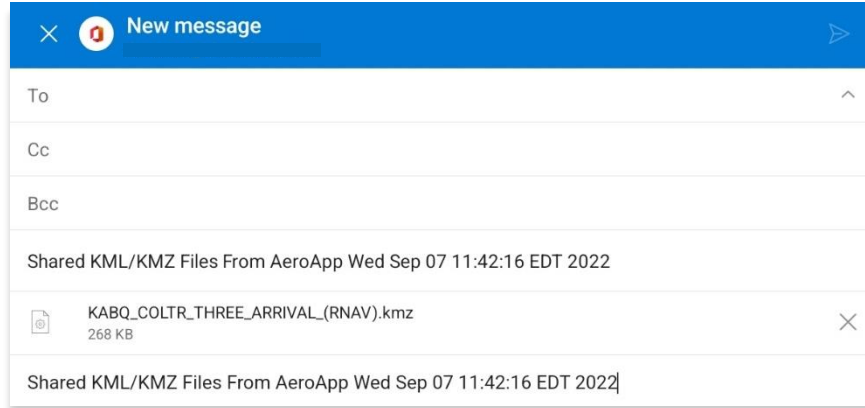 New message
To
Cc
Bcc
Shared KML/KMZ Files From AeroApp Wed Sep 07 11:42:16 EDT 2022
KABQ_COLTR_THREE_ARRIVAL_(RNAV).kmz
268 KB
Shared KML/KMZ Files From AeroApp Wed Sep 07 11:42:16 EDT 2022